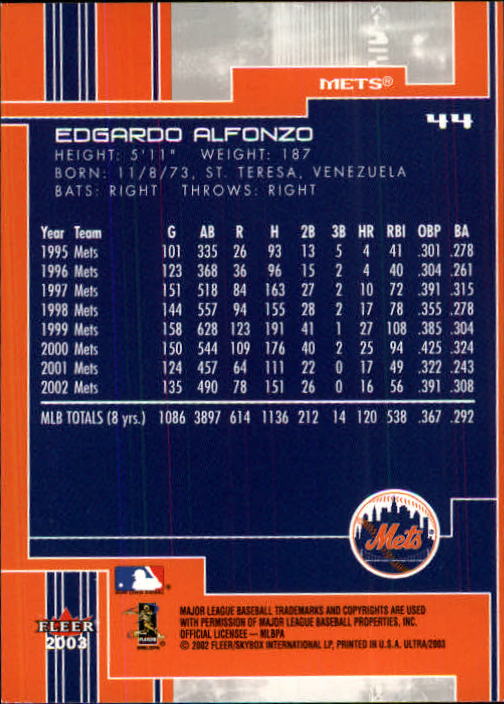 METS®
44
EDGARDO ALFONZO
HEIGHT: 5'11" WEIGHT: 187
BORN: 11/8/73, ST. TERESA, VENEZUELA
BATS: RIGHT THROWS: RIGHT
Year Team G AB R H 2B 3B HR RBI OBP BA
1995 Mets 101 335 26 93 13 5 4 41 .301 .278
1996 Mets 123 368 36 96 15 2 4 40 .304 .261
1997 Mets 151 518 84 163 27 2 10 72 .391 .315
1998 Mets 144 557 94 155 28 2 17 78 .355 .278
1999 Mets 158 628 123 191 41 1 27 108 .385 .304
2000 Mets 150 544 109 176 40 2 25 94 .425 .324
2001 Mets 124 457 64 111 22 0 17 49 .322 .243
2002 Mets 135 490 78 151 26 0 16 56 .391 .308
MLB TOTALS (8 yrs.) 1086 3897 614 1136 212 14 120 538 .367 .292
Mets
FLEER
2003
PLAYERS
MAJOR LEAGUE BASEBALL TRADEMARKS AND COPYRIGHTS ARE USED
WITH PERMISSION OF MAJOR LEAGUE BASEBALL PROPERTIES, INC.
OFFICIAL LICENSEE — MLBPA
© 2002 FLEER/SKYBOX INTERNATIONAL LP, PRINTED IN U.S.A. ULTRA/2003